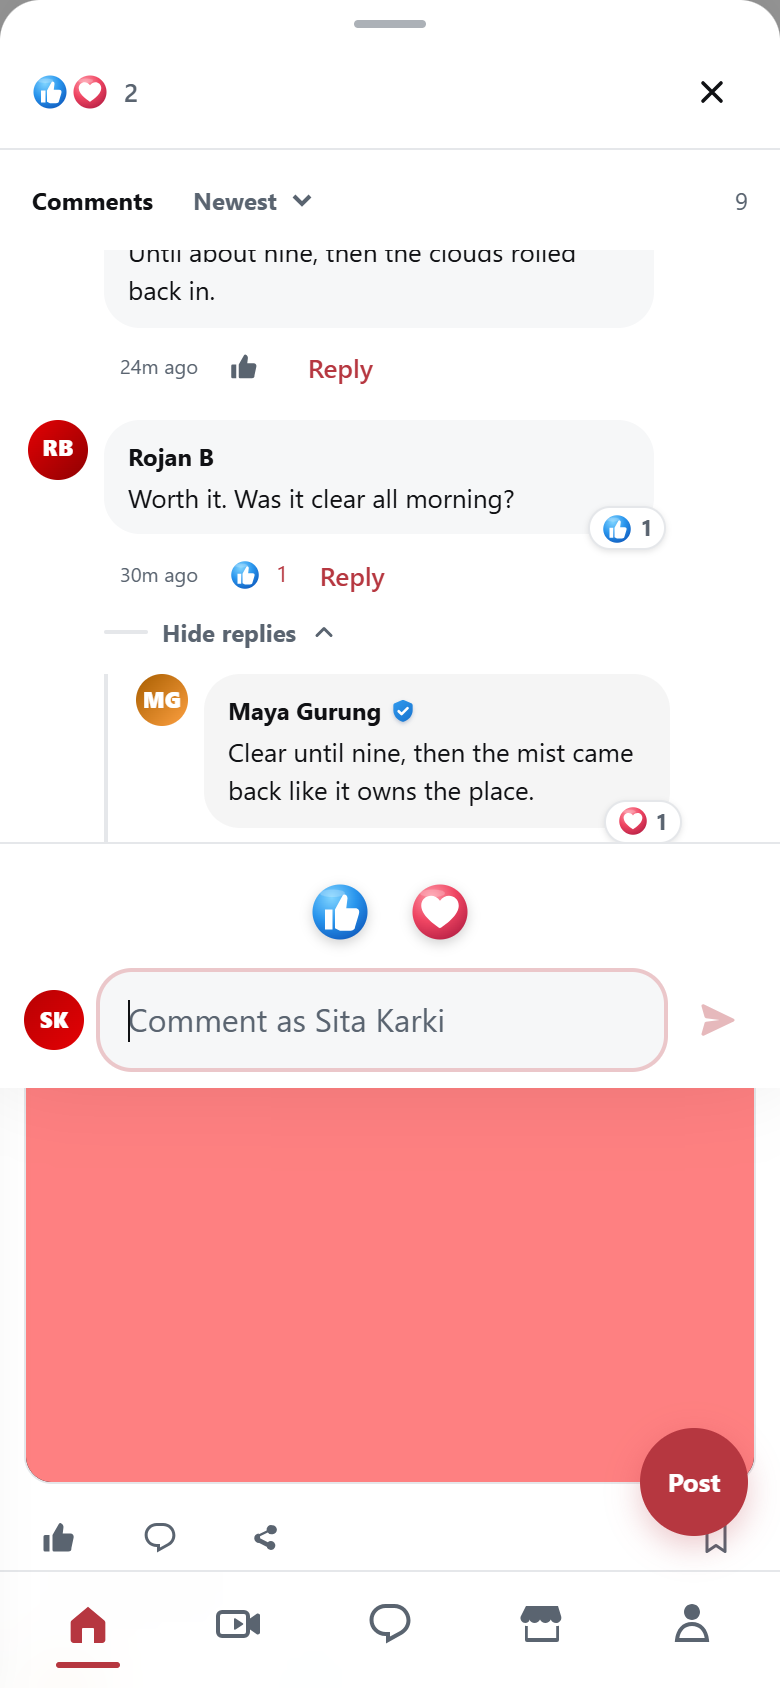 2
Comments Newest 9
Until about nine, then the clouds rolled
back in.
24m ago Reply
RB
Rojan B
Worth it. Was it clear all morning?
1
30m ago 1 Reply
Hide replies
MG
Maya Gurung
Clear until nine, then the mist came
back like it owns the place.
1
SK
Comment as Sita Karki
Post